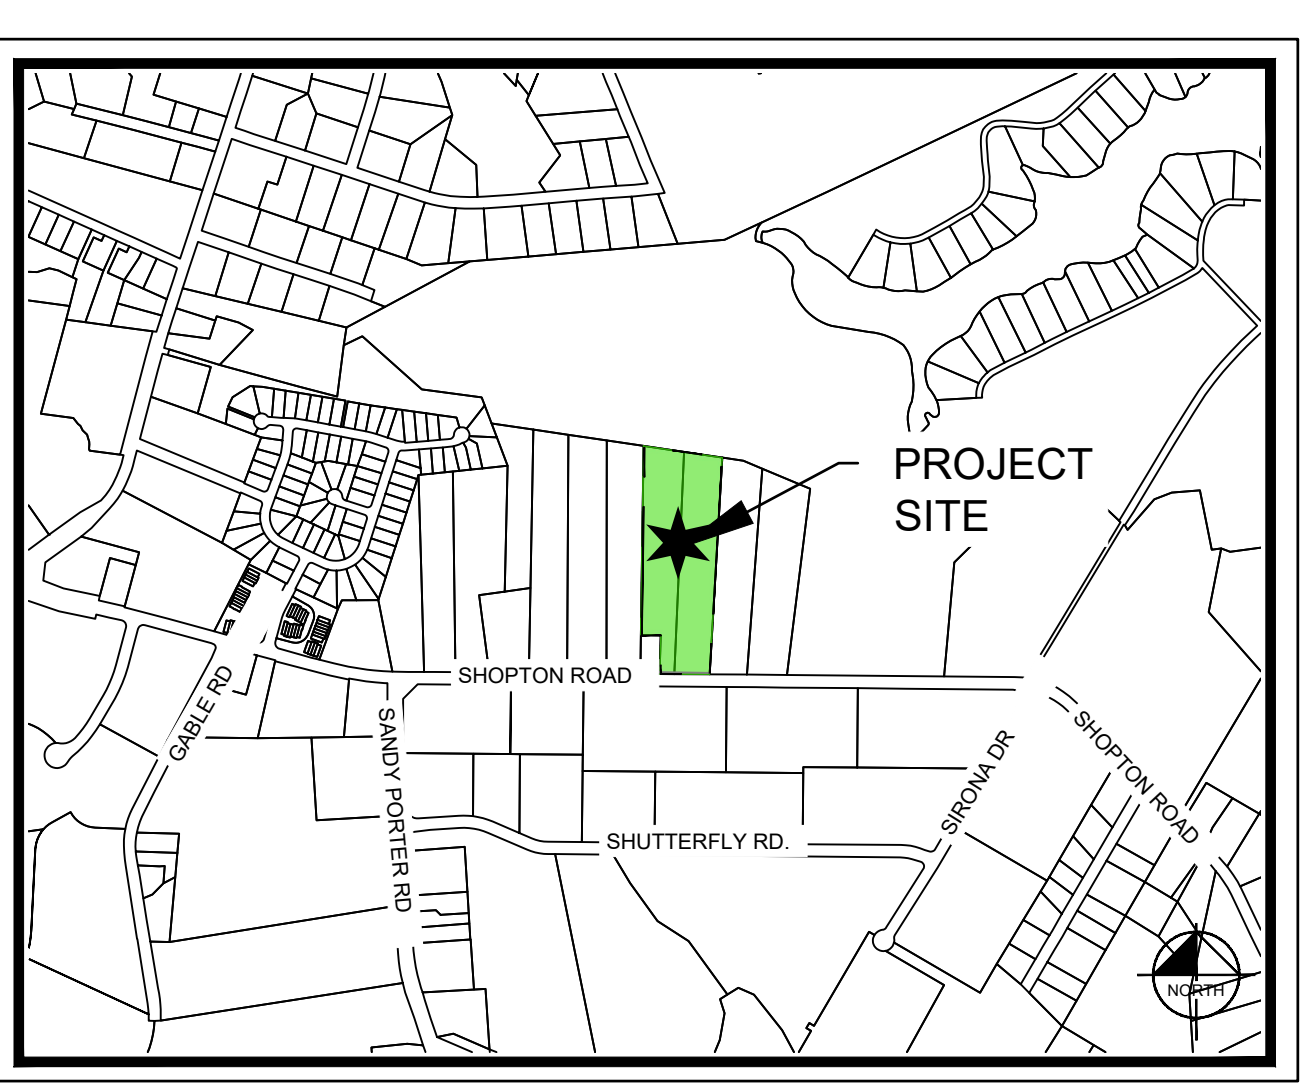 PROJECT
SITE
SHOPTON ROAD
GABLE RD
SANDY PORTER RD
SHOPTON ROAD
SIRONA DR
SHUTTERFLY RD.
NORTH